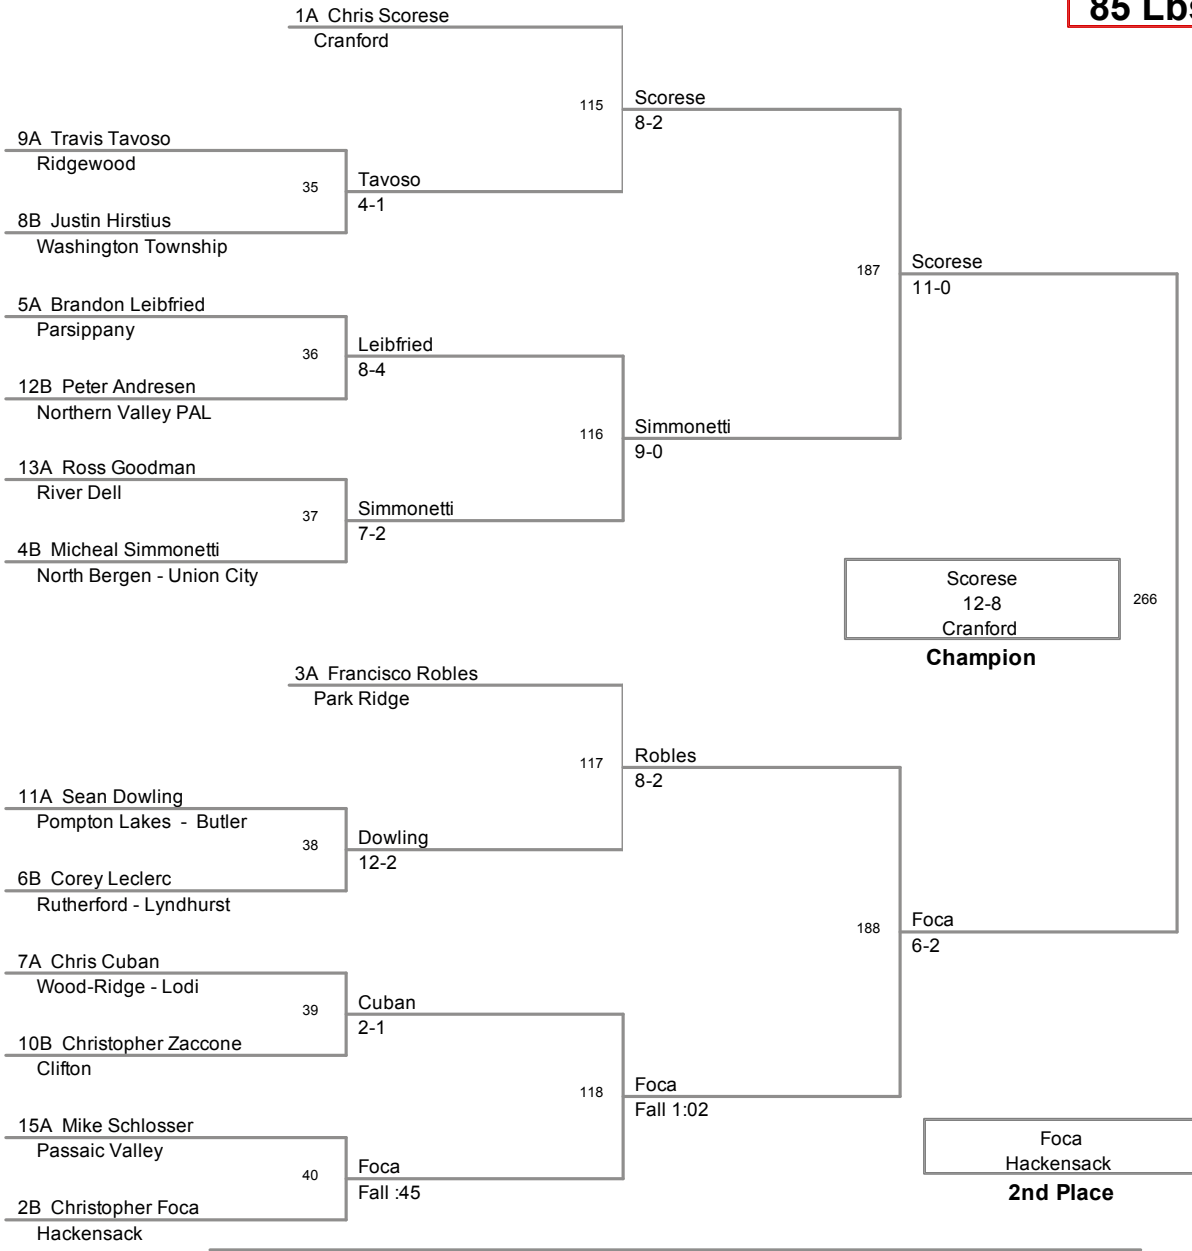 85 Lbs
1A Chris Scorese
Cranford
115
Scorese
8-2
9A Travis Tavoso
Ridgewood
35
Tavoso
4-1
8B Justin Hirstius
Washington Township
187
Scorese
11-0
5A Brandon Leibfried
Parsippany
36
Leibfried
8-4
12B Peter Andresen
Northern Valley PAL
116
Simmonetti
9-0
13A Ross Goodman
River Dell
37
Simmonetti
7-2
4B Micheal Simmonetti
North Bergen - Union City
Scorese
12-8
Cranford
266
Champion
3A Francisco Robles
Park Ridge
117
Robles
8-2
11A Sean Dowling
Pompton Lakes - Butler
38
Dowling
12-2
6B Corey Leclerc
Rutherford - Lyndhurst
188
Foca
6-2
7A Chris Cuban
Wood-Ridge - Lodi
39
Cuban
2-1
10B Christopher Zaccone
Clifton
118
Foca
Fall 1:02
15A Mike Schlosser
Passaic Valley
40
Foca
Fall :45
2B Christopher Foca
Hackensack
Foca
Hackensack
2nd Place